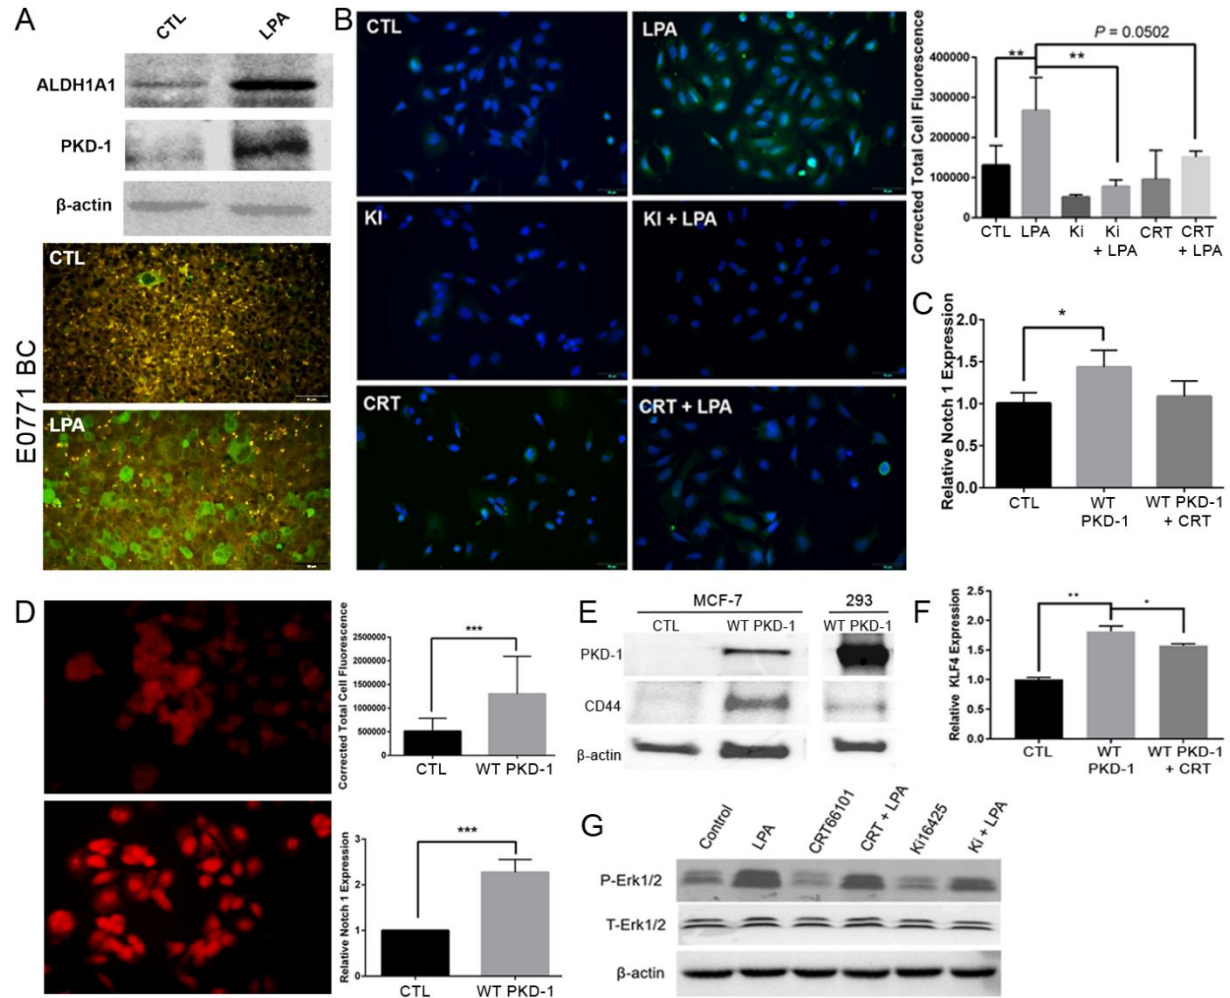 A
CTL
LPA
ALDH1A1
PKD-1
β-actin
CTL
LPA
E0771 BC
B
CTL
LPA
KI
KI + LPA
CRT
CRT + LPA
Corrected Total Cell Fluorescence
400000
300000
200000
100000
0
**
**
P = 0.0502
CTL
LPA
Ki
Ki + LPA
CRT
CRT + LPA
C
Relative Notch 1 Expression
2.0
1.5
1.0
0.5
0.0
*
CTL
WT PKD-1
WT PKD-1 + CRT
D
Corrected Total Cell Fluorescence
2500000
2000000
1500000
1000000
500000
0
***
CTL
WT PKD-1
Relative Notch 1 Expression
3
2
1
0
***
CTL
WT PKD-1
E
MCF-7
293
CTL
WT PKD-1
WT PKD-1
PKD-1
CD44
β-actin
F
Relative KLF4 Expression
2.5
2.0
1.5
1.0
0.5
0.0
**
*
CTL
WT PKD-1
WT PKD-1 + CRT
G
Control
LPA
CRT66101
CRT + LPA
Ki16425
Ki + LPA
P-Erk1/2
T-Erk1/2
β-actin